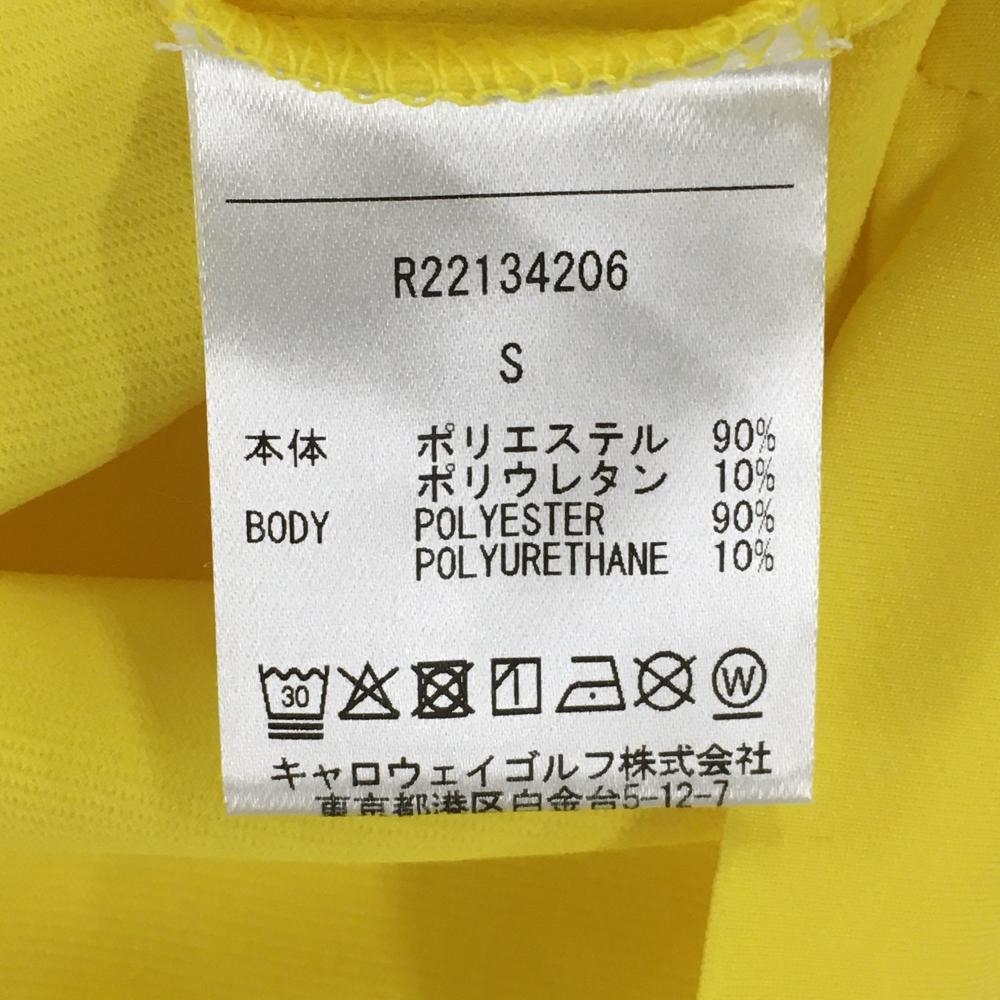 R22134206
S
本体 ポリエステル 90%
ポリウレタン 10%
BODY POLYESTER 90%
POLYURETHANE 10%
30 W
キャロウェイゴルフ株式会社
東京都港区白金台5-12-7